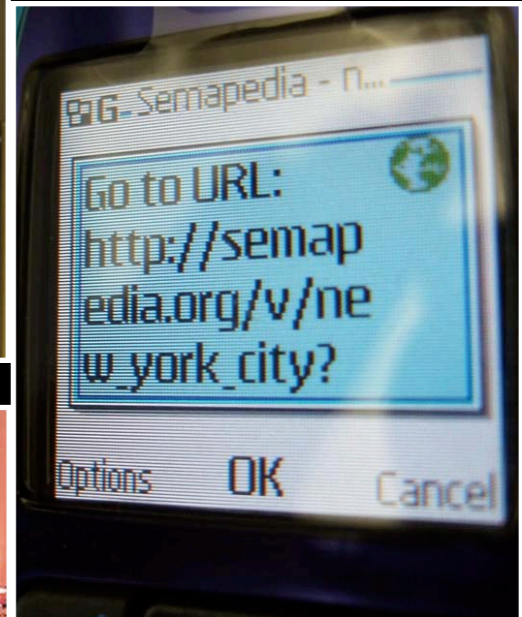 G Semapedia - n...
Go to URL:
http://semap
edia.org/v/ne
w_york_city?
Options OK Cancel